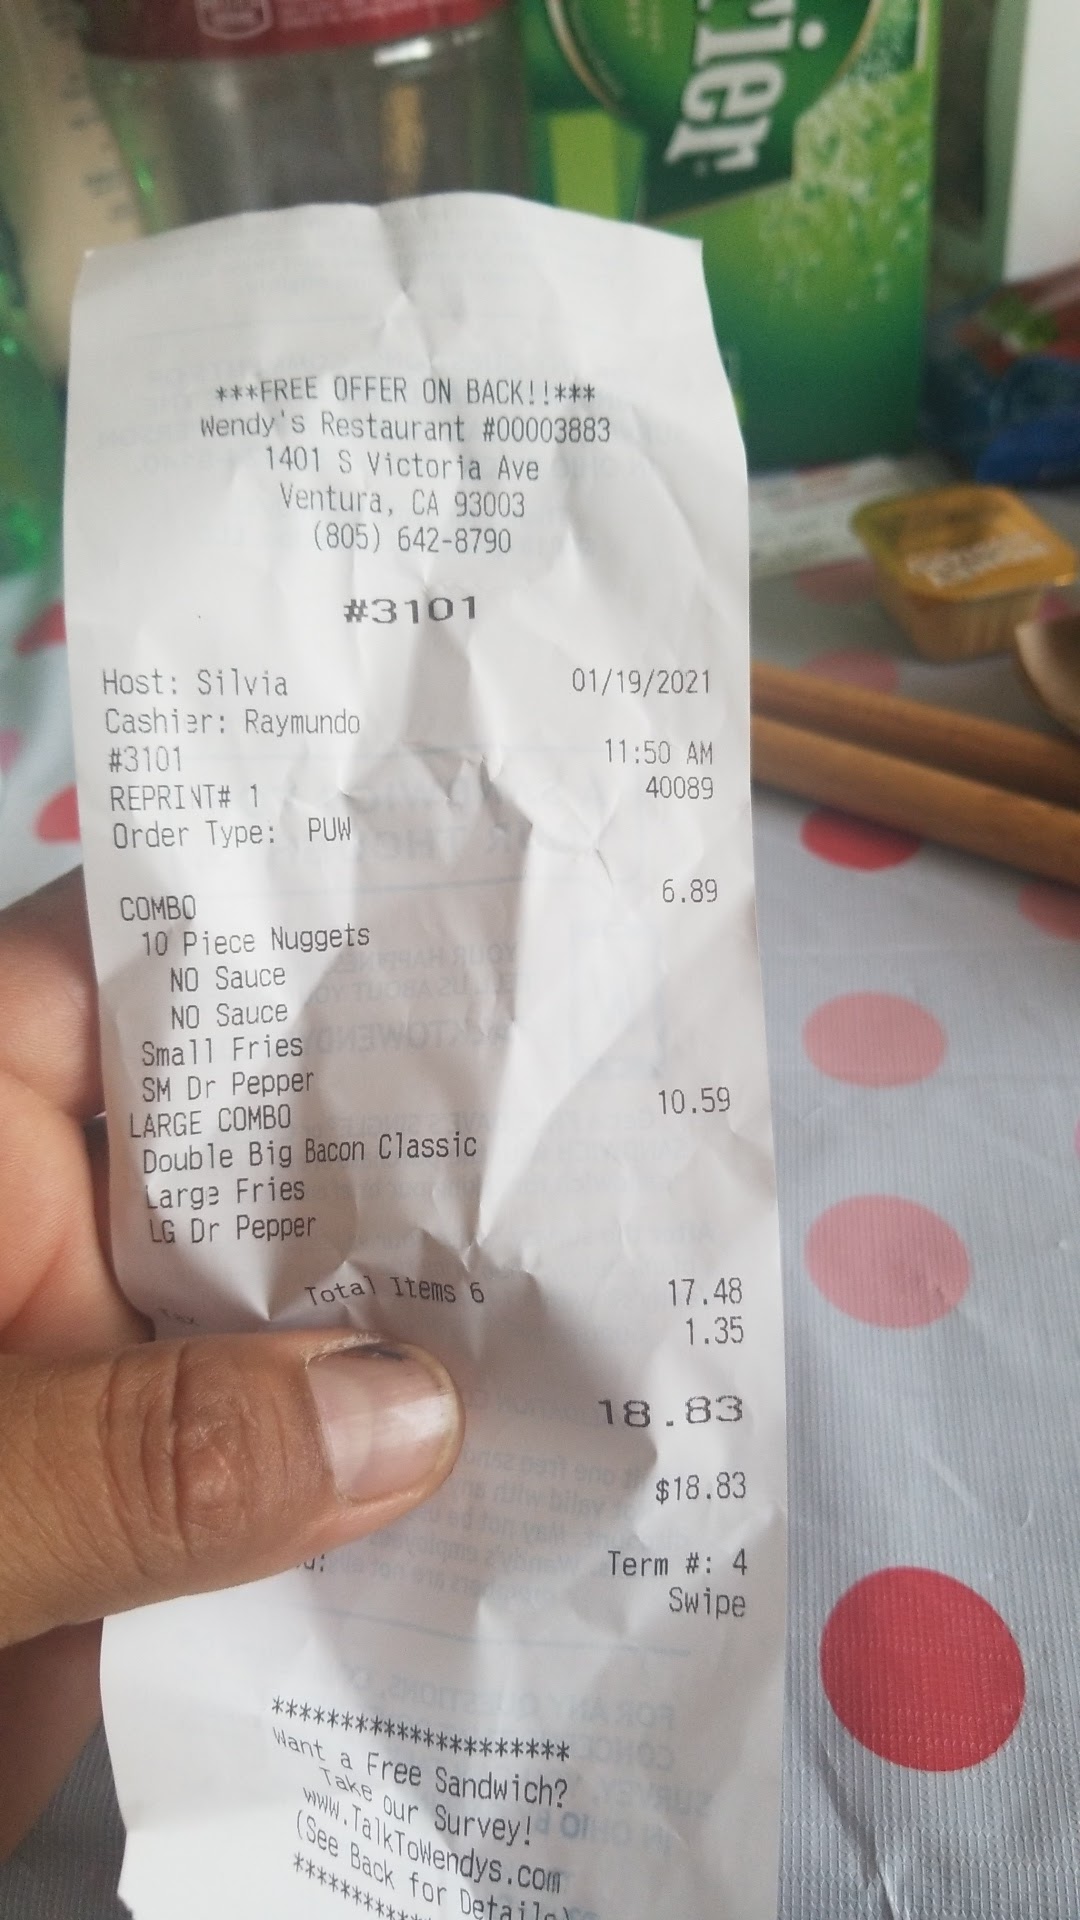 rier
***FREE OFFER ON BACK!!***
Wendy's Restaurant #00003883
1401 S Victoria Ave
Ventura, CA 93003
(805) 642-8790
#3101
Host: Silvia 01/19/2021
Cashier: Raymundo
#3101 11:50 AM
REPRINT# 1 40089
Order Type: PUW
COMBO 6.89
10 Piece Nuggets
NO Sauce
NO Sauce
Small Fries
SM Dr Pepper
LARGE COMBO 10.59
Double Big Bacon Classic
Large Fries
LG Dr Pepper
Total Items 6 17.48
Tax 1.35
18.83
$18.83
Term #: 4
Swipe
*********************
Want a Free Sandwich?
Take our Survey!
www.TalkToWendys.com
(See Back for Details)